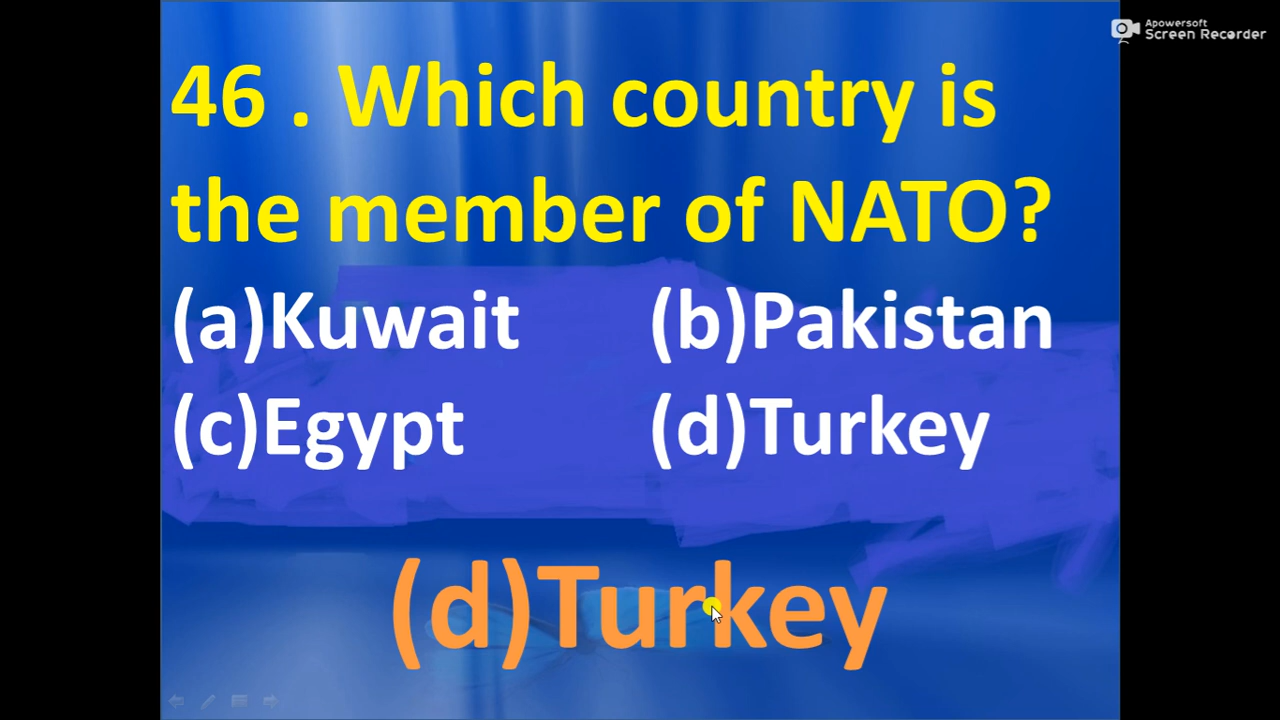 Apowersoft
Screen Recorder
46 . Which country is
the member of NATO?
(a)Kuwait (b)Pakistan
(c)Egypt (d)Turkey
(d)Turkey